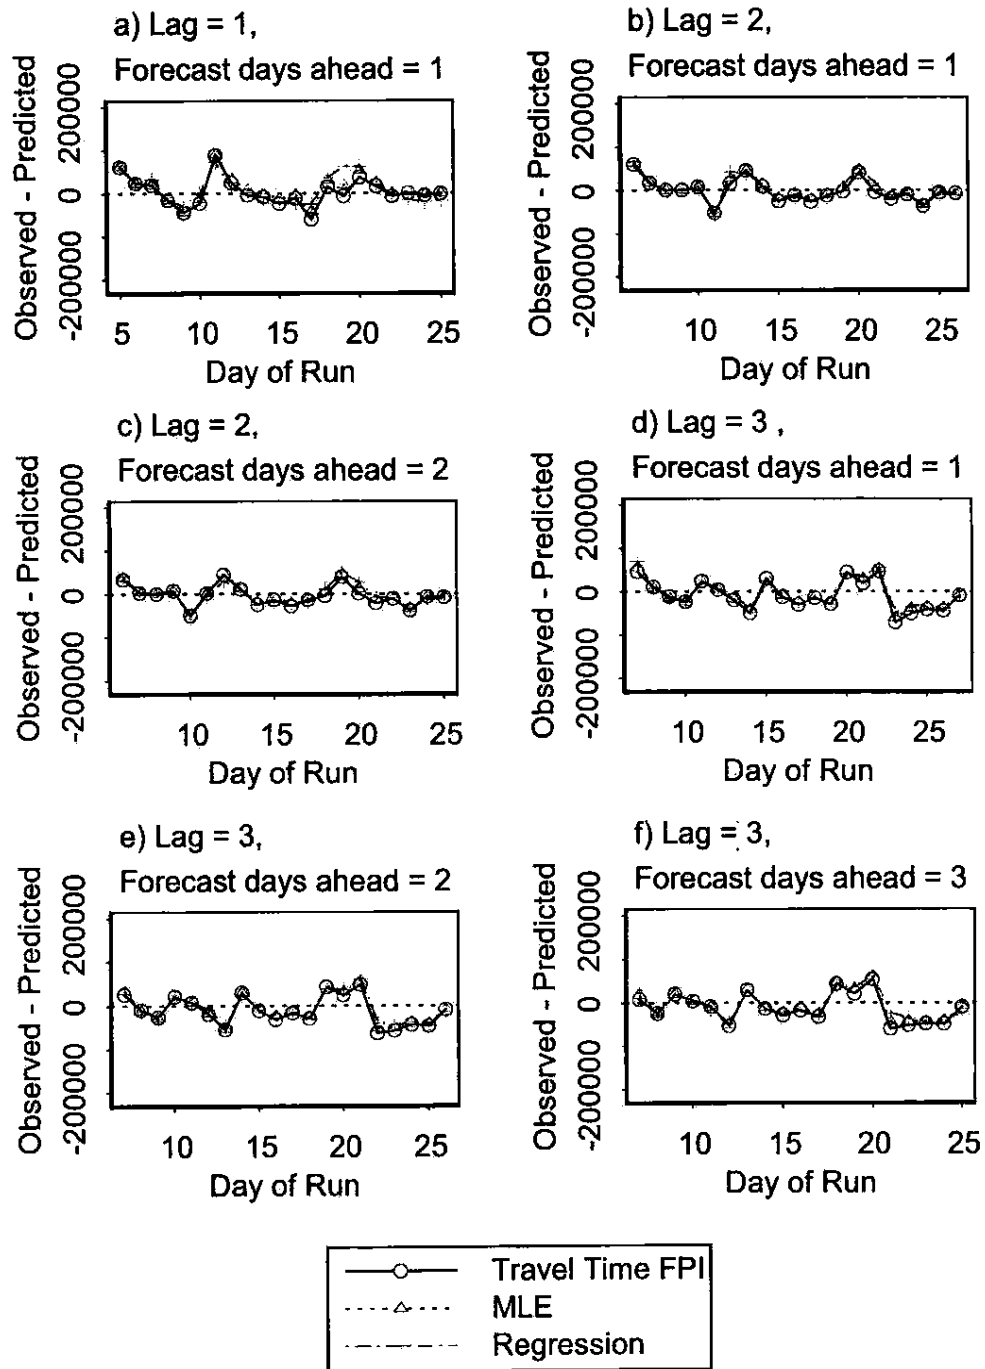 a) Lag = 1,
Forecast days ahead = 1
Observed - Predicted
-200000 0 200000
5 10 15 20 25
Day of Run
b) Lag = 2,
Forecast days ahead = 1
Observed - Predicted
-200000 0 200000
10 15 20 25
Day of Run
c) Lag = 2,
Forecast days ahead = 2
Observed - Predicted
-200000 0 200000
10 15 20 25
Day of Run
d) Lag = 3 ,
Forecast days ahead = 1
Observed - Predicted
-200000 0 200000
10 15 20 25
Day of Run
e) Lag = 3,
Forecast days ahead = 2
Observed - Predicted
-200000 0 200000
10 15 20 25
Day of Run
f) Lag = 3,
Forecast days ahead = 3
Observed - Predicted
-200000 0 200000
10 15 20 25
Day of Run
Travel Time FPI
MLE
Regression